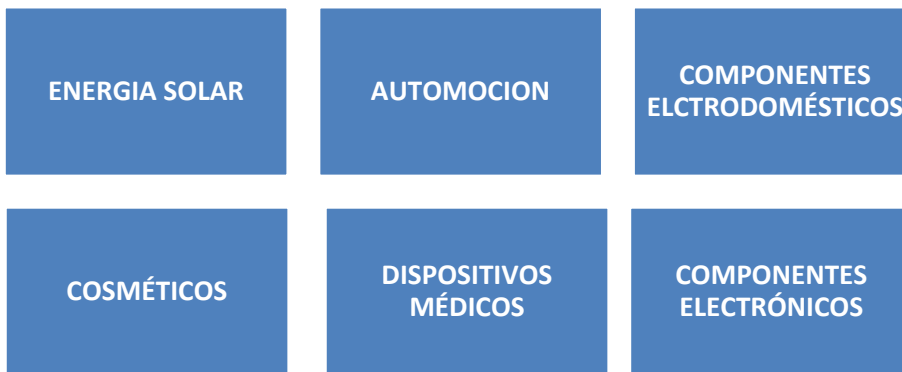 ENERGIA SOLAR
AUTOMOCION
COMPONENTES
ELCTRODOMÉSTICOS
COSMÉTICOS
DISPOSITIVOS
MÉDICOS
COMPONENTES
ELECTRÓNICOS